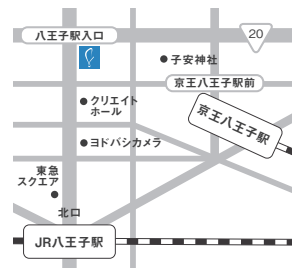 八王子駅入口
20
子安神社
京王八王子駅前
クリエイト
ホール
京王八王子駅
ヨドバシカメラ
東急
スクエア
北口
JR八王子駅